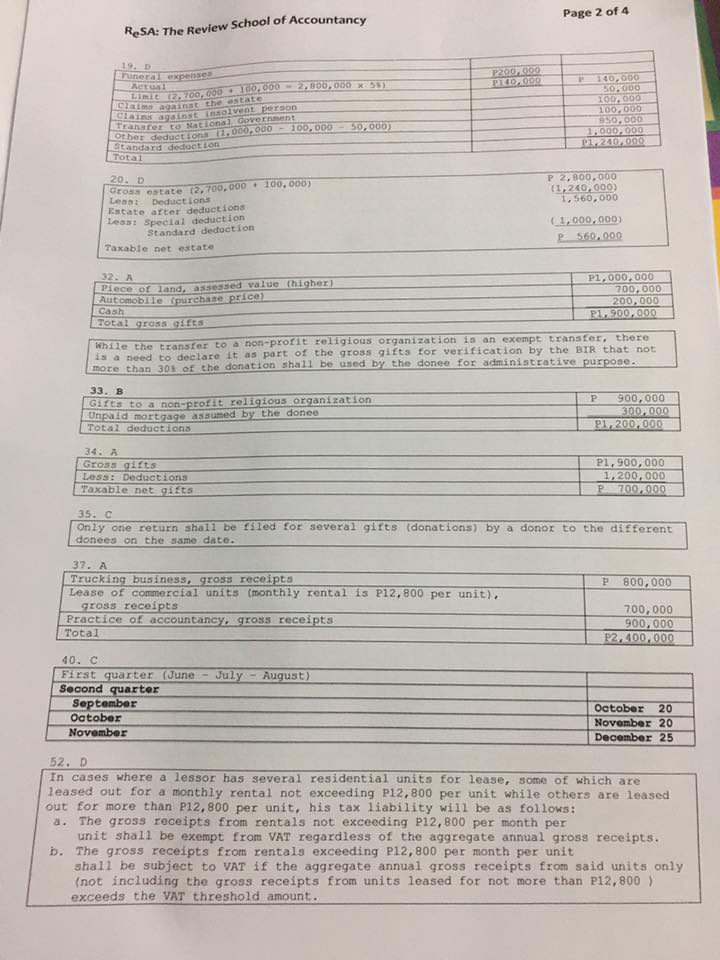 ReSA: The Review School of Accountancy Page 2 of 4
19. D
Funeral expenses
Actual P200,000
Limit (2,700,000 + 100,000 = 2,800,000 x 5%) P140,000 P 140,000
Claims against the estate 50,000
Claims against insolvent person 100,000
Transfer to National Government 100,000
Other deductions (1,000,000 - 100,000 - 50,000) 850,000
Standard deduction 1,000,000
Total P1,240,000
20. D
Gross estate (2,700,000 + 100,000) P 2,800,000
Less: Deductions (1,240,000)
Estate after deductions 1,560,000
Less: Special deduction
Standard deduction ( 1,000,000)
Taxable net estate P 560,000
32. A
Piece of land, assessed value (higher) P1,000,000
Automobile (purchase price) 700,000
Cash 200,000
Total gross gifts P1,900,000
While the transfer to a non-profit religious organization is an exempt transfer, there
is a need to declare it as part of the gross gifts for verification by the BIR that not
more than 30% of the donation shall be used by the donee for administrative purpose.
33. B
Gifts to a non-profit religious organization P 900,000
Unpaid mortgage assumed by the donee 300,000
Total deductions P1,200,000
34. A
Gross gifts P1,900,000
Less: Deductions 1,200,000
Taxable net gifts P 700,000
35. C
Only one return shall be filed for several gifts (donations) by a donor to the different
donees on the same date.
37. A
Trucking business, gross receipts P 800,000
Lease of commercial units (monthly rental is P12,800 per unit),
gross receipts 700,000
Practice of accountancy, gross receipts 900,000
Total P2,400,000
40. C
First quarter (June - July - August)
Second quarter
September October 20
October November 20
November December 25
52. D
In cases where a lessor has several residential units for lease, some of which are
leased out for a monthly rental not exceeding P12,800 per unit while others are leased
out for more than P12,800 per unit, his tax liability will be as follows:
a. The gross receipts from rentals not exceeding P12,800 per month per
unit shall be exempt from VAT regardless of the aggregate annual gross receipts.
b. The gross receipts from rentals exceeding P12,800 per month per unit
shall be subject to VAT if the aggregate annual gross receipts from said units only
(not including the gross receipts from units leased for not more than P12,800 )
exceeds the VAT threshold amount.